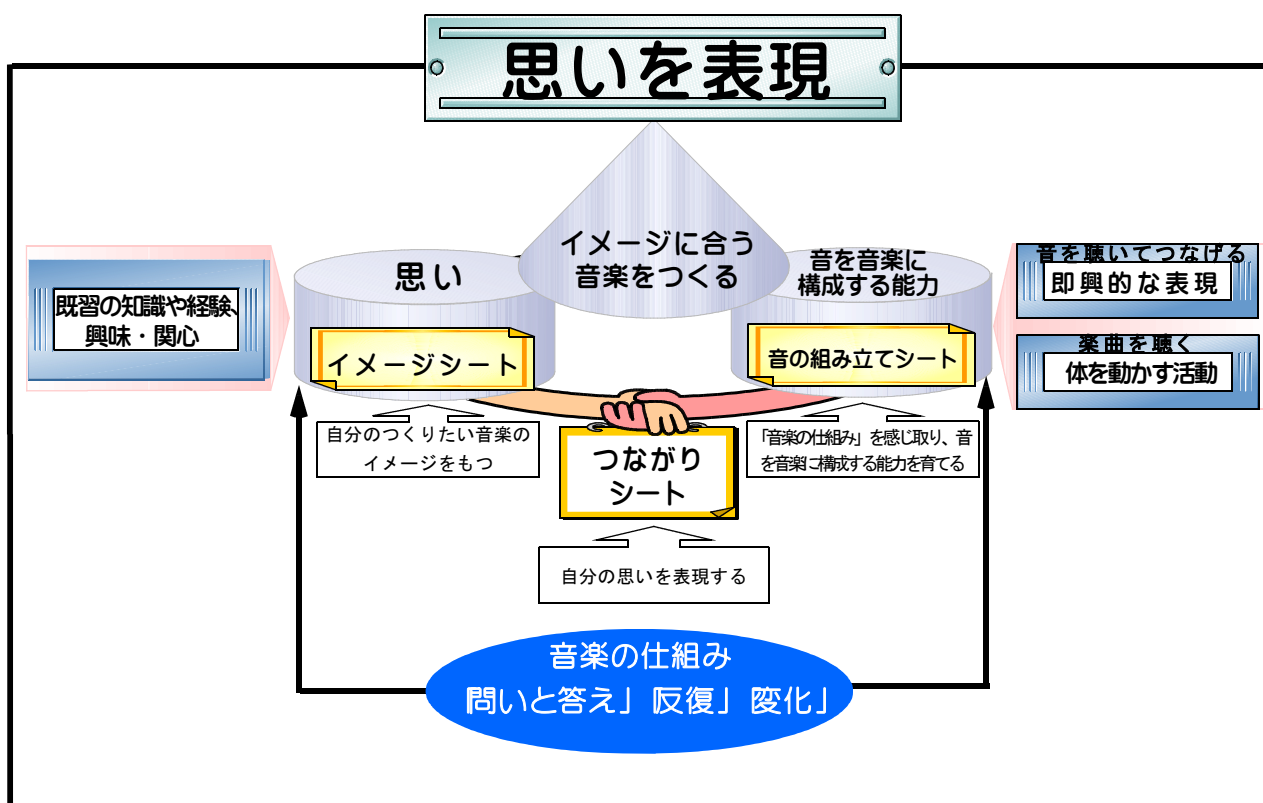 思いを表現
イメージに合う
音楽をつくる
思い
音を音楽に
構成する能力
音を聴いてつなげる
即興的な表現
既習の知識や経験、
興味・関心
イメージシート
音の組み立てシート
楽曲を聴く
体を動かす活動
自分のつくりたい音楽の
イメージをもつ
つながり
シート
「音楽の仕組み」を感じ取り、音
を音楽に構成する能力を育てる
自分の思いを表現する
音楽の仕組み
問いと答え」反復」変化」